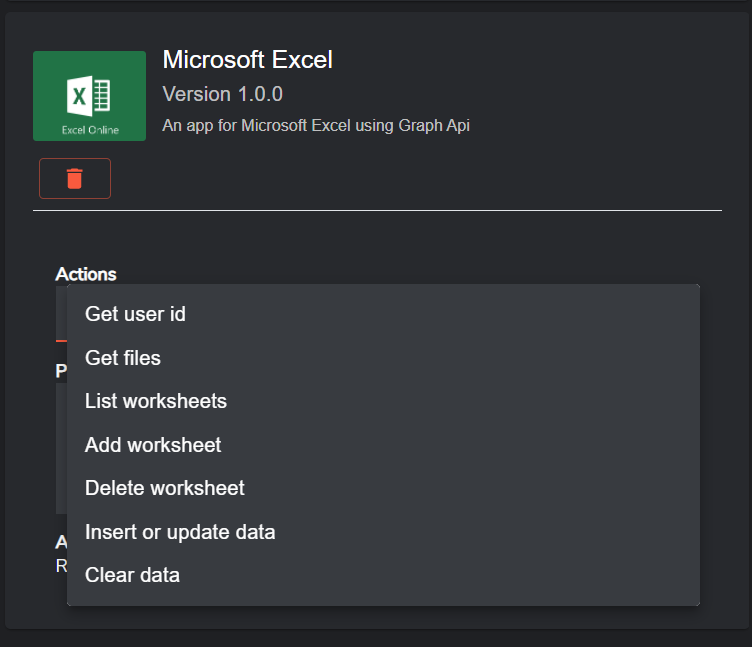 Microsoft Excel
Version 1.0.0
An app for Microsoft Excel using Graph Api
X
Excel Online
Actions
Get user id
Get files
List worksheets
Add worksheet
Delete worksheet
Insert or update data
Clear data